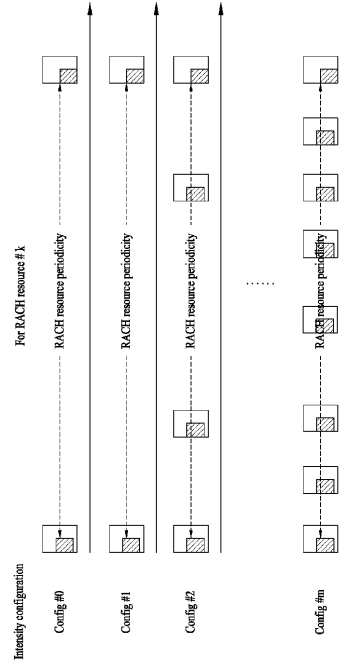 Intensity configuration
For RACH resource # k
Config #0
RACH resource periodicity
Config #1
RACH resource periodicity
Config #2
RACH resource periodicity
......
Config #m
RACH resource periodicity